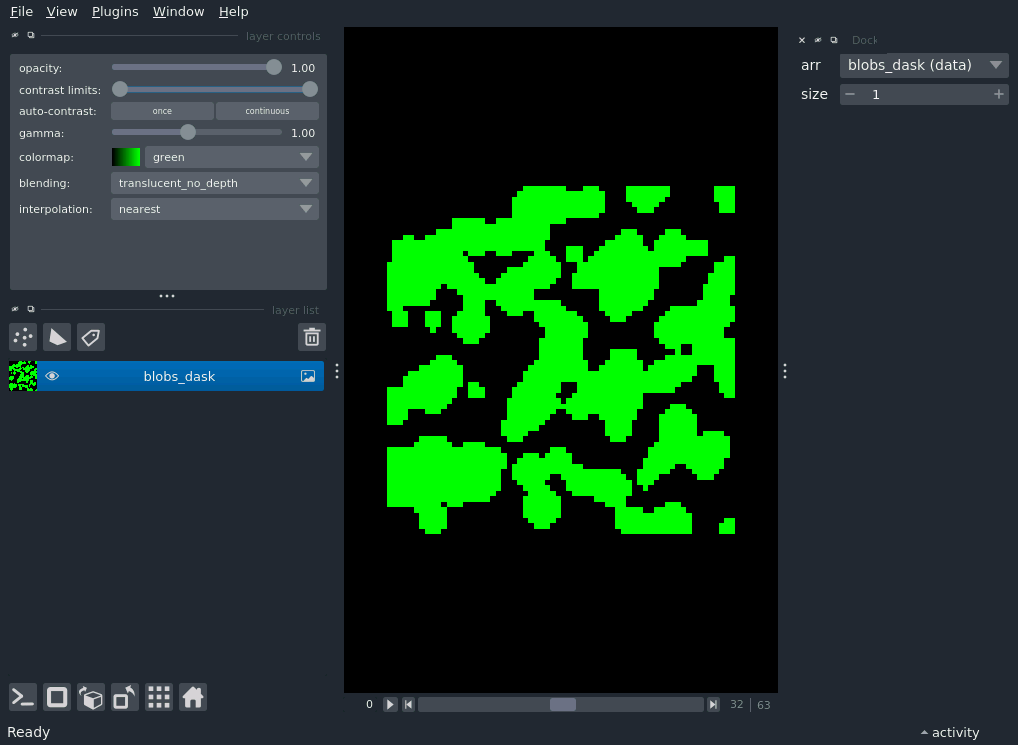 File View Plugins Window Help
layer controls
opacity: 1.00
contrast limits:
auto-contrast: once continuous
gamma: 1.00
colormap: green
blending: translucent_no_depth
interpolation: nearest
layer list
blobs_dask
0 32 63
Ready
Dock
arr blobs_dask (data)
size 1
activity